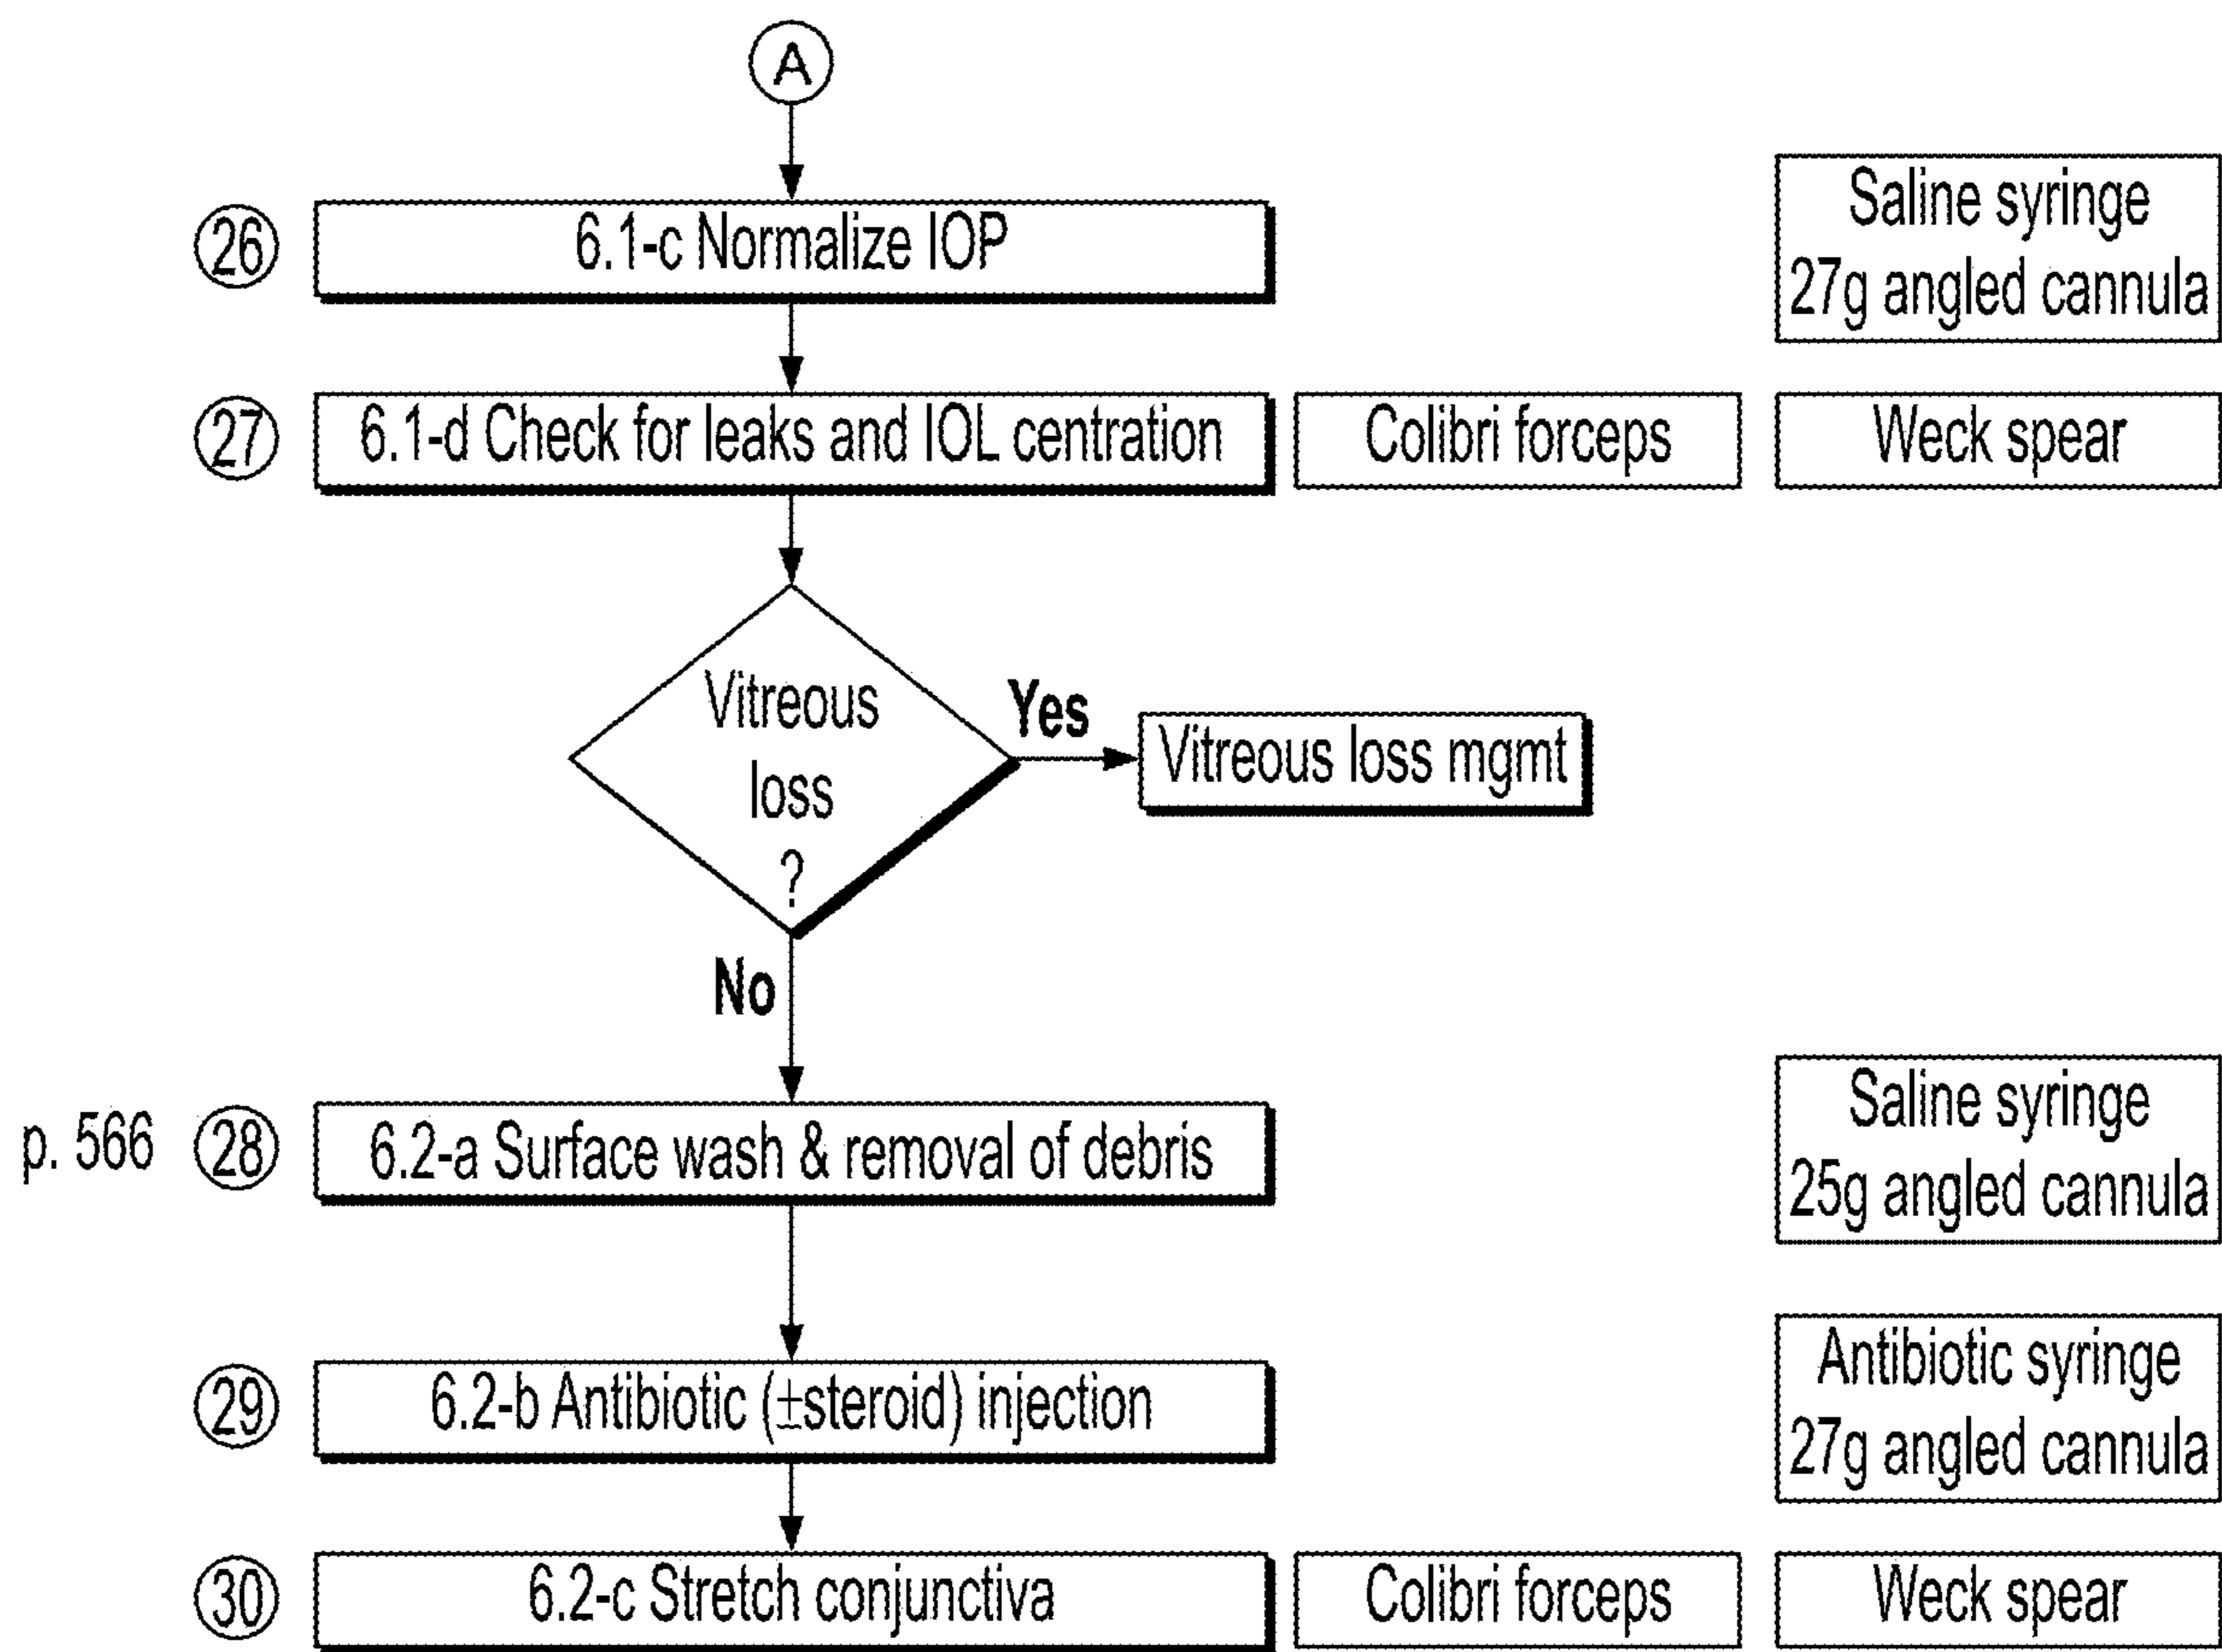 A
26
6.1-c Normalize IOP
Saline syringe
27g angled cannula
27
6.1-d Check for leaks and IOL centration
Colibri forceps
Weck spear
Vitreous
loss
?
Yes
Vitreous loss mgmt
No
p. 566
28
6.2-a Surface wash & removal of debris
Saline syringe
25g angled cannula
29
6.2-b Antibiotic (±steroid) injection
Antibiotic syringe
27g angled cannula
30
6.2-c Stretch conjunctiva
Colibri forceps
Weck spear